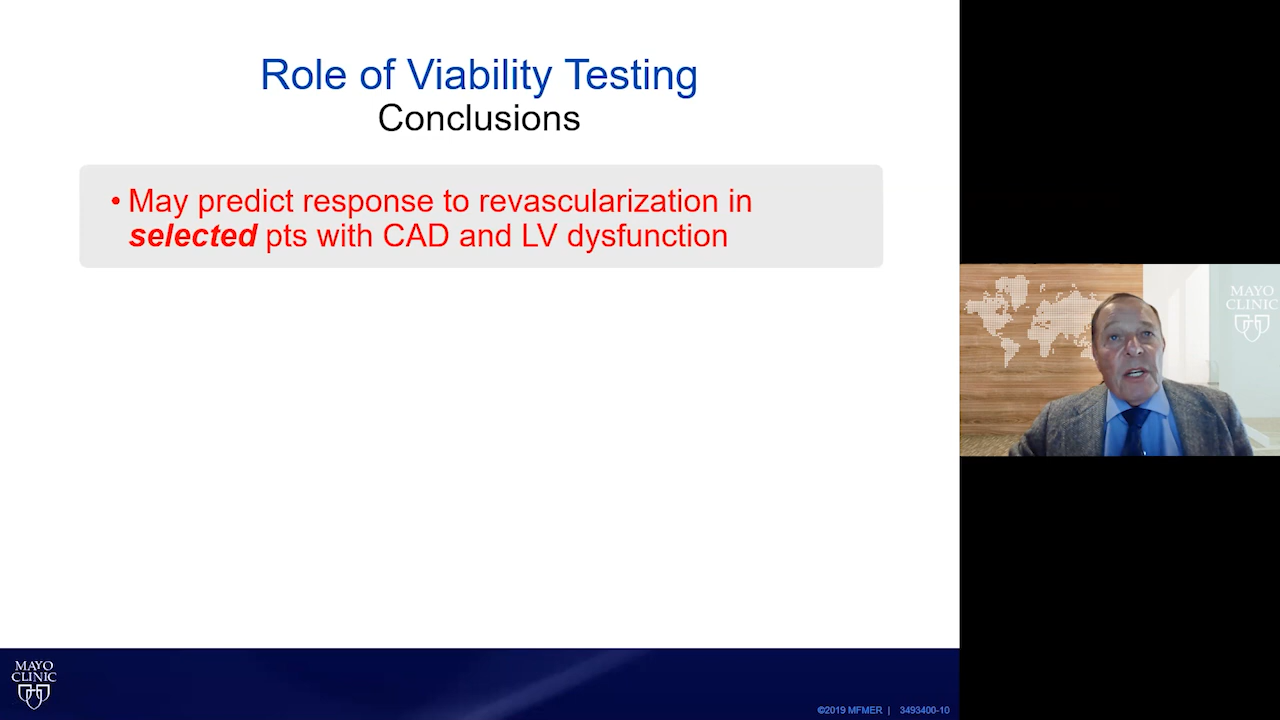 Role of Viability Testing
Conclusions
• May predict response to revascularization in
selected pts with CAD and LV dysfunction
MAYO
CLINIC
MAYO
CLINIC
©2019 MFMER | 3493400-10